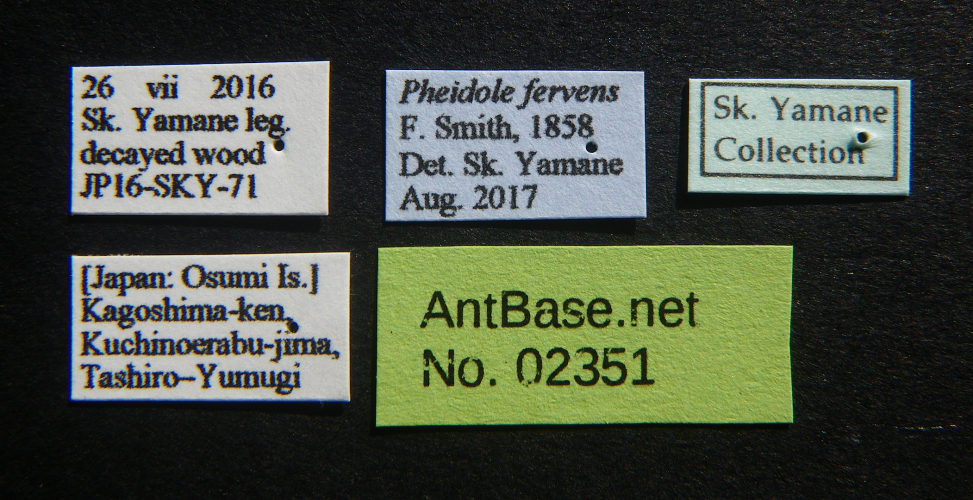 26 vii 2016
Sk. Yamane leg.
decayed wood
JP16-SKY-71
Pheidole fervens
F. Smith, 1858
Det. Sk. Yamane
Aug. 2017
Sk. Yamane
Collection
[Japan: Osumi Is.]
Kagoshima-ken,
Kuchinoerabu-jima,
Tashiro–Yumugi
AntBase.net
No. 02351